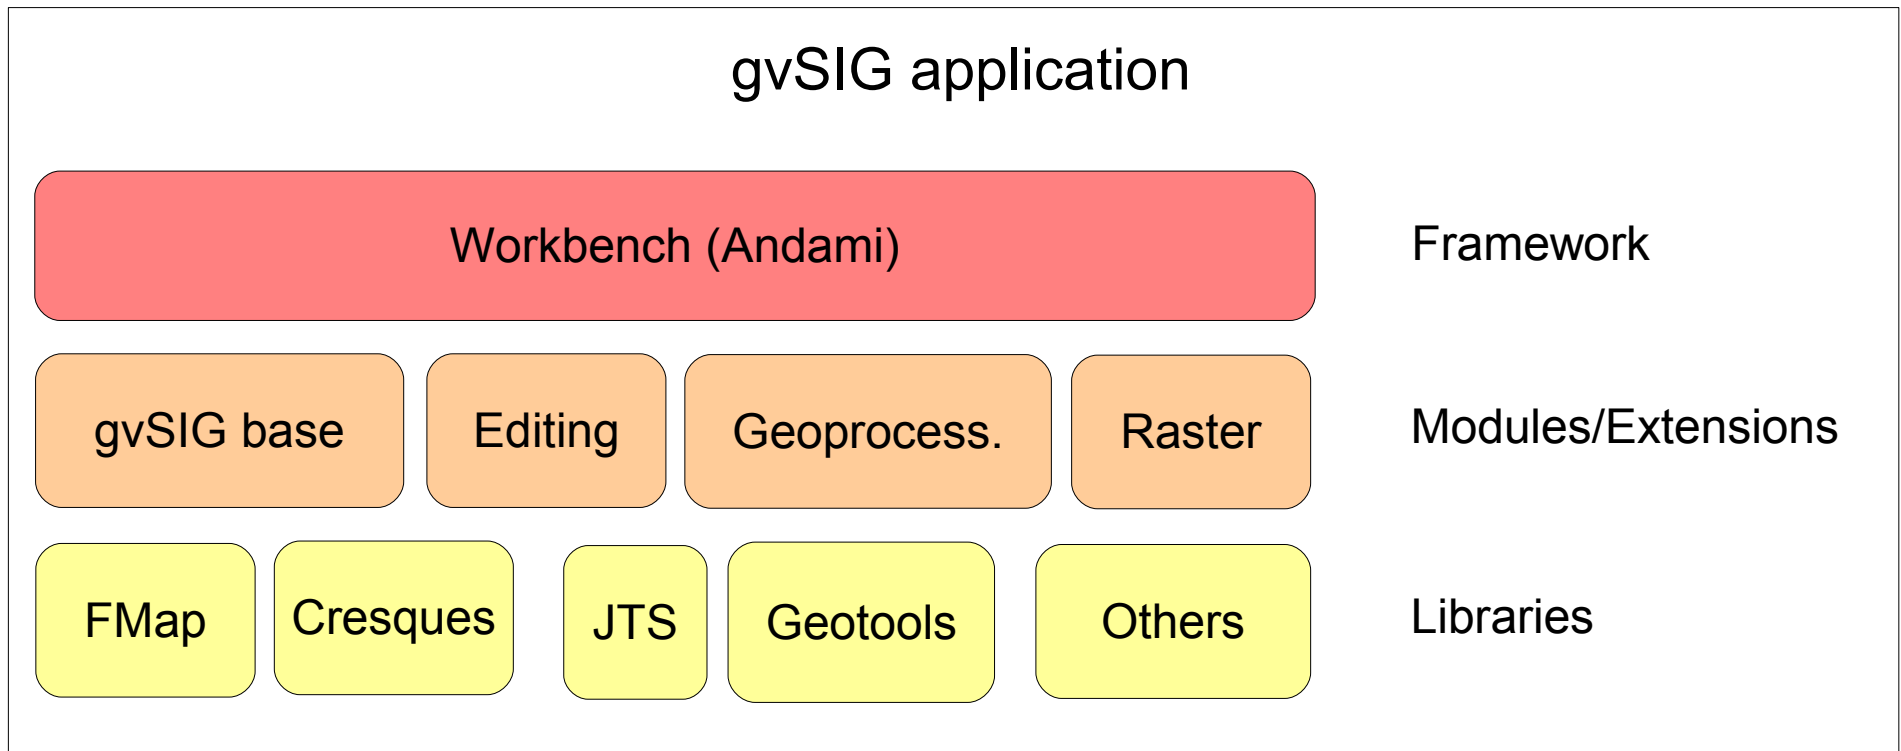 gvSIG application
Workbench (Andami)
Framework
gvSIG base
Editing
Geoprocess.
Raster
Modules/Extensions
FMap
Cresques
JTS
Geotools
Others
Libraries